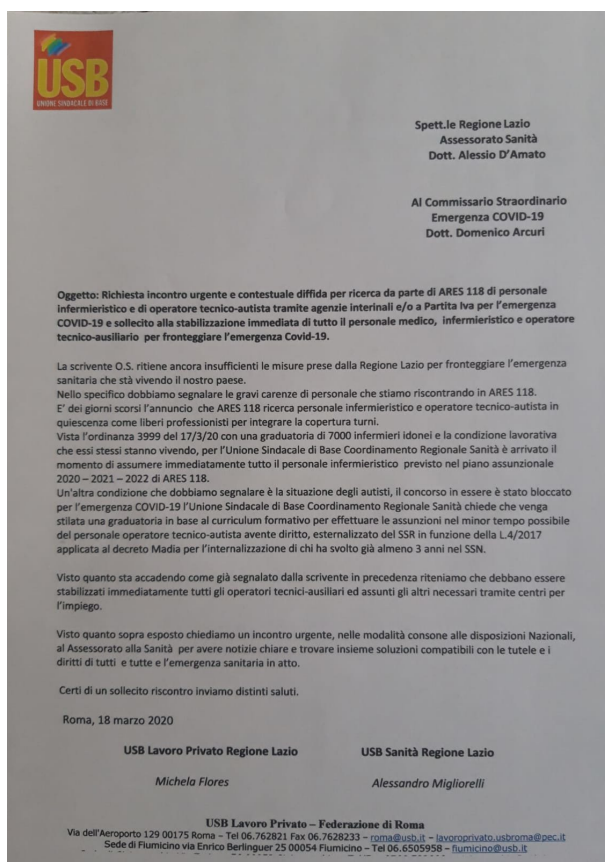 USB
UNIONE SINDACALE DI BASE
Spett.le Regione Lazio
Assessorato Sanità
Dott. Alessio D'Amato
Al Commissario Straordinario
Emergenza COVID-19
Dott. Domenico Arcuri
Oggetto: Richiesta incontro urgente e contestuale diffida per ricerca da parte di ARES 118 di personale
infermieristico e di operatore tecnico-autista tramite agenzie interinali e/o a Partita Iva per l'emergenza
COVID-19 e sollecito alla stabilizzazione immediata di tutto il personale medico, infermieristico e operatore
tecnico-ausiliario per fronteggiare l'emergenza Covid-19.
La scrivente O.S. ritiene ancora insufficienti le misure prese dalla Regione Lazio per fronteggiare l'emergenza
sanitaria che stà vivendo il nostro paese.
Nello specifico dobbiamo segnalare le gravi carenze di personale che stiamo riscontrando in ARES 118.
E' dei giorni scorsi l'annuncio che ARES 118 ricerca personale infermieristico e operatore tecnico-autista in
quiescenza come liberi professionisti per integrare la copertura turni.
Vista l'ordinanza 3999 del 17/3/20 con una graduatoria di 7000 infermieri idonei e la condizione lavorativa
che essi stessi stanno vivendo, per l'Unione Sindacale di Base Coordinamento Regionale Sanità è arrivato il
momento di assumere immediatamente tutto il personale infermieristico previsto nel piano assunzionale
2020 – 2021 – 2022 di ARES 118.
Un'altra condizione che dobbiamo segnalare è la situazione degli autisti, il concorso in essere è stato bloccato
per l'emergenza COVID-19 l'Unione Sindacale di Base Coordinamento Regionale Sanità chiede che venga
stilata una graduatoria in base al curriculum formativo per effettuare le assunzioni nel minor tempo possibile
del personale operatore tecnico-autista avente diritto, esternalizzato del SSR in funzione della L.4/2017
applicata al decreto Madia per l'internalizzazione di chi ha svolto già almeno 3 anni nel SSN.
Visto quanto sta accadendo come già segnalato dalla scrivente in precedenza riteniamo che debbano essere
stabilizzati immediatamente tutti gli operatori tecnici-ausiliari ed assunti gli altri necessari tramite centri per
l'impiego.
Visto quanto sopra esposto chiediamo un incontro urgente, nelle modalità consone alle disposizioni Nazionali,
al Assessorato alla Sanità per avere notizie chiare e trovare insieme soluzioni compatibili con le tutele e i
diritti di tutti e tutte e l'emergenza sanitaria in atto.
Certi di un sollecito riscontro inviamo distinti saluti.
Roma, 18 marzo 2020
USB Lavoro Privato Regione Lazio USB Sanità Regione Lazio
Michela Flores Alessandro Migliorelli
USB Lavoro Privato – Federazione di Roma
Via dell'Aeroporto 129 00175 Roma – Tel 06.762821 Fax 06.7628233 – roma@usb.it – lavoroprivato.usbroma@pec.it
Sede di Fiumicino via Enrico Berlinguer 25 00054 Fiumicino – Tel 06.6505958 – fiumicino@usb.it